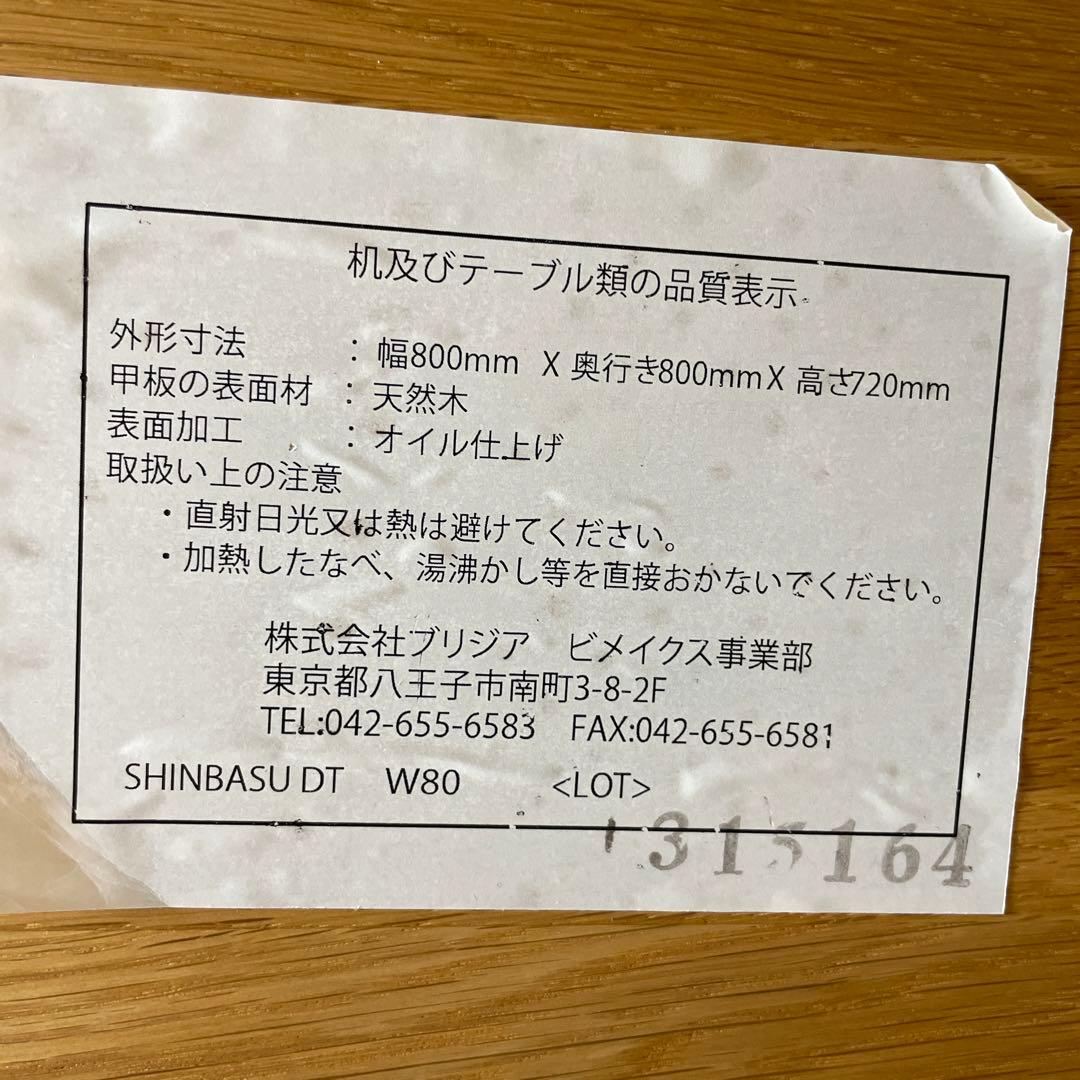 机及びテーブル類の品質表示
外形寸法 : 幅800mm X 奥行き800mm X 高さ720mm
甲板の表面材 : 天然木
表面加工 : オイル仕上げ
取扱い上の注意
・直射日光又は熱は避けてください。
・加熱したなべ、湯沸かし等を直接おかないでください。
株式会社ブリジア ビメイクス事業部
東京都八王子市南町3-8-2F
TEL:042-655-6583 FAX:042-655-6581
SHINBASU DT W80 <LOT>